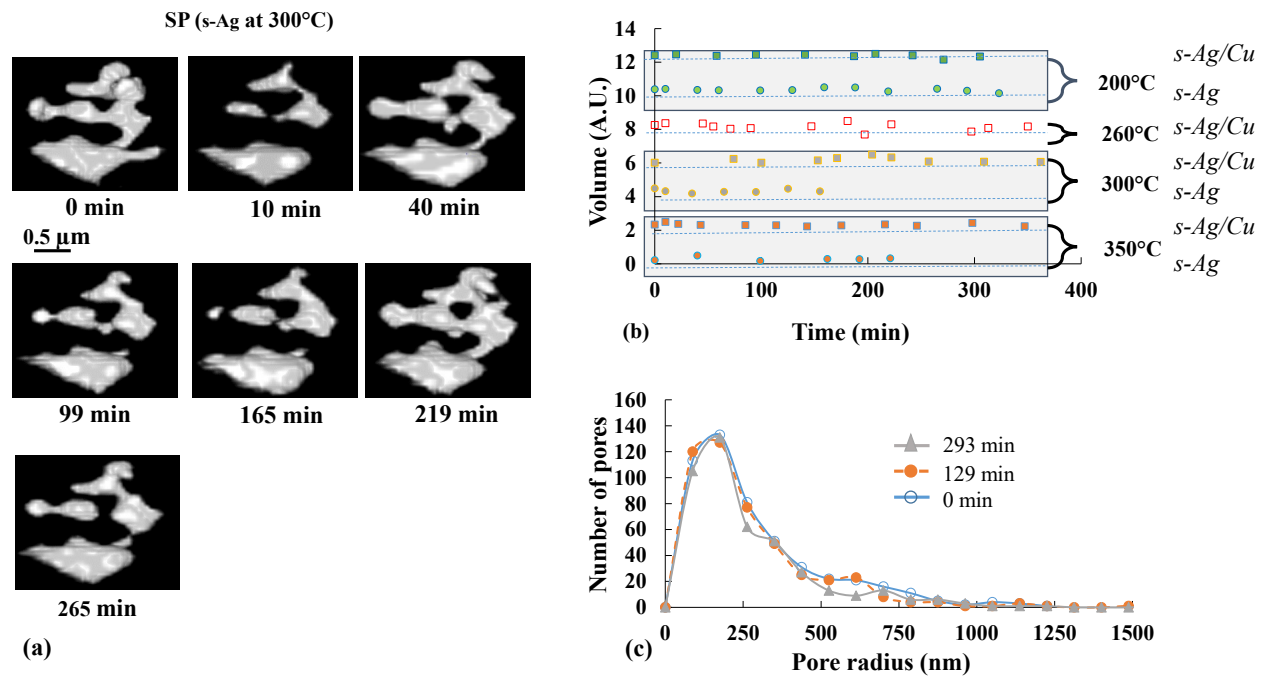 SP (s-Ag at 300°C)
0 min
10 min
40 min
0.5 µm
99 min
165 min
219 min
265 min
(a)
Volume (A.U.)
14
12
10
8
6
4
2
0
0
100
200
300
400
Time (min)
(b)
s-Ag/Cu
200°C
s-Ag
260°C
s-Ag/Cu
s-Ag/Cu
300°C
s-Ag
s-Ag/Cu
350°C
s-Ag
Number of pores
160
140
120
100
80
60
40
20
0
293 min
129 min
0 min
0
250
500
750
1000
1250
1500
Pore radius (nm)
(c)